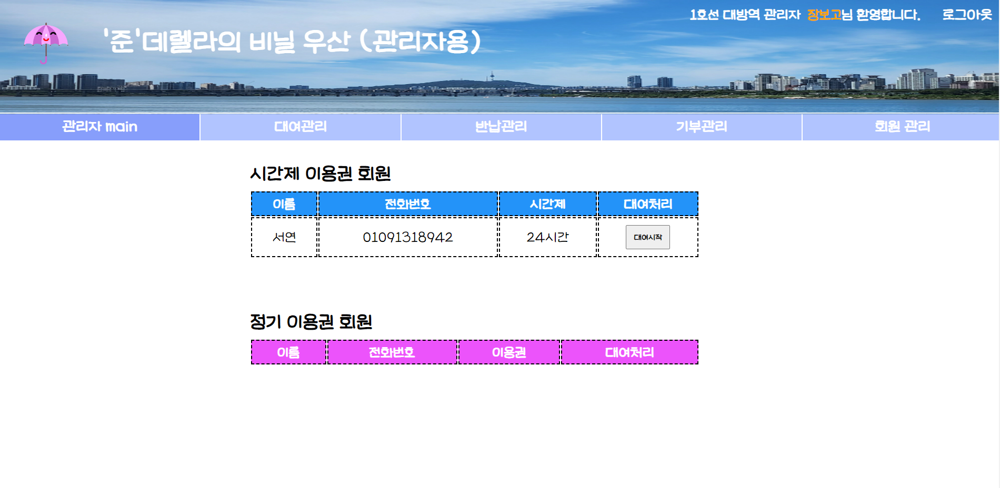 1호선 대방역 관리자 장보고님 환영합니다. 로그아웃
'준'데렐라의 비닐 우산 (관리자용)
관리자 main 대여관리 반납관리 기부관리 회원 관리
시간제 이용권 회원
이름 전화번호 시간제 대여처리
서연 01091318942 24시간 대여시작
정기 이용권 회원
이름 전화번호 이용권 대여처리